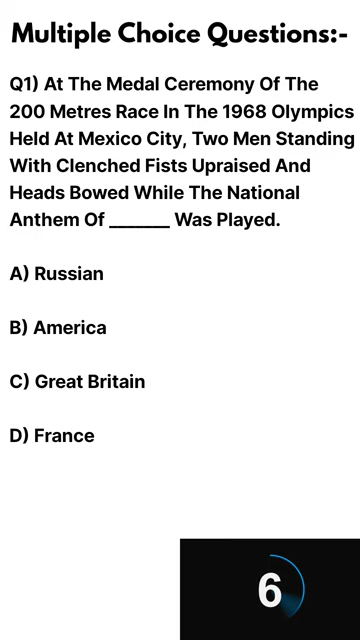 Multiple Choice Questions:-
Q1) At The Medal Ceremony Of The
200 Metres Race In The 1968 Olympics
Held At Mexico City, Two Men Standing
With Clenched Fists Upraised And
Heads Bowed While The National
Anthem Of ______ Was Played.
A) Russian
B) America
C) Great Britain
D) France
6